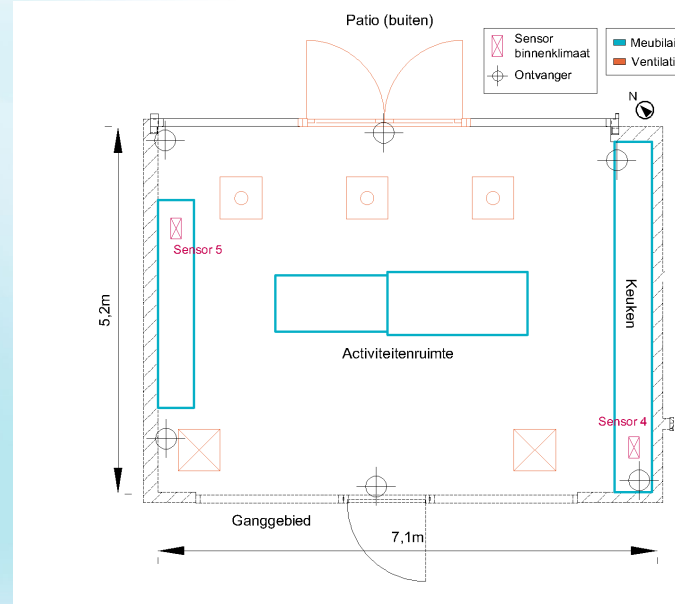 Patio (buiten)
Sensor
binnenklimaat
Ontvanger
Meubilai
Ventilati
N
Sensor 5
5,2m
Keuken
Activiteitenruimte
Sensor 4
Ganggebied
7,1m